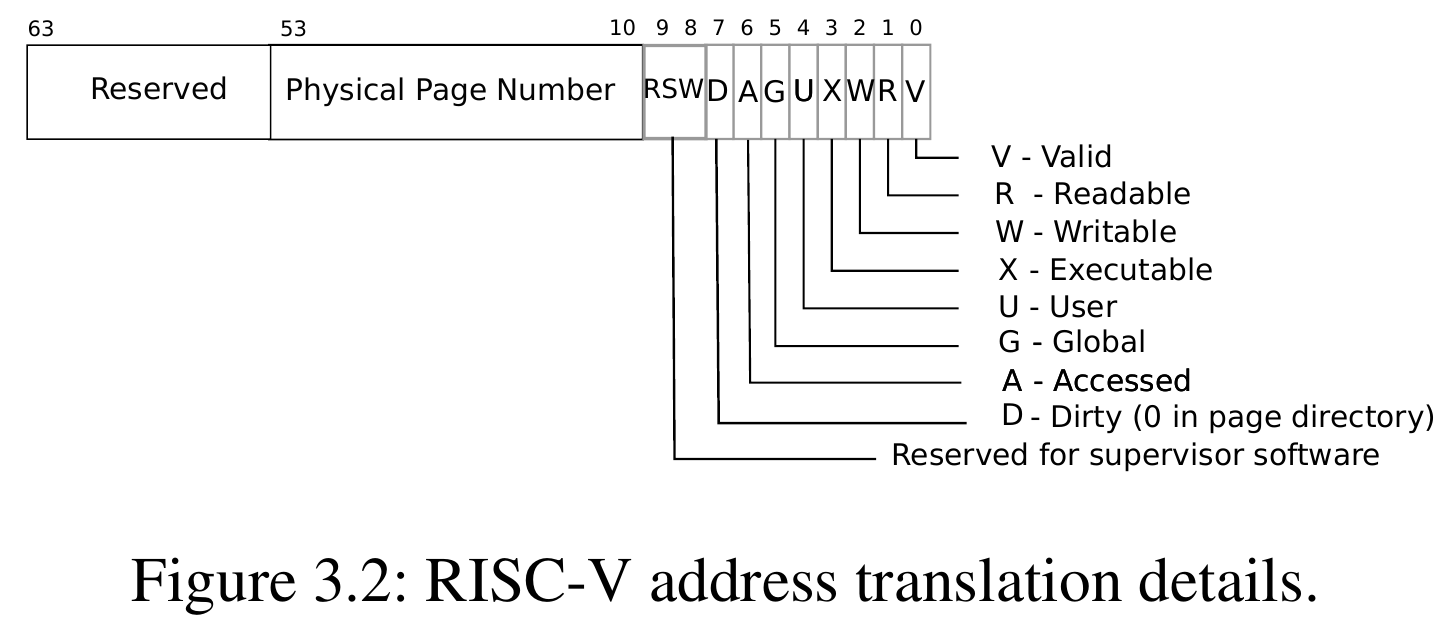 63 53 10 9 8 7 6 5 4 3 2 1 0
Reserved Physical Page Number RSW D A G U X W R V
V - Valid
R - Readable
W - Writable
X - Executable
U - User
G - Global
A - Accessed
D - Dirty (0 in page directory)
Reserved for supervisor software
Figure 3.2: RISC-V address translation details.